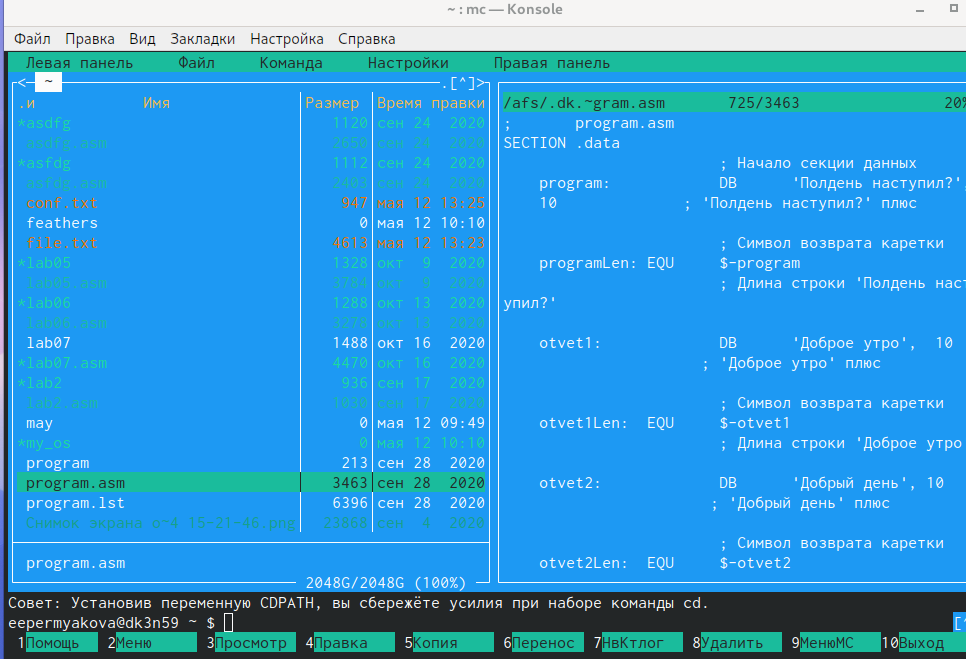 ~ : mc — Konsole
Файл Правка Вид Закладки Настройка Справка
Левая панель Файл Команда Настройки Правая панель
<─ ~ ─.[^]>
.и Имя Размер Время правки
*asdfg 1120 сен 24 2020
asdfg.asm 2650 сен 24 2020
*asfdg 1112 сен 24 2020
asfdg.asm 2403 сен 24 2020
conf.txt 947 мая 12 13:25
feathers 0 мая 12 10:10
file.txt 4613 мая 12 13:23
*lab05 1328 окт 9 2020
lab05.asm 3784 окт 9 2020
*lab06 1288 окт 13 2020
lab06.asm 3278 окт 13 2020
lab07 1488 окт 16 2020
*lab07.asm 4470 окт 16 2020
*lab2 936 сен 17 2020
lab2.asm 1030 сен 17 2020
may 0 мая 12 09:49
*my_os 0 мая 12 10:10
program 213 сен 28 2020
program.asm 3463 сен 28 2020
program.lst 6396 сен 28 2020
Снимок экрана о~4 15-21-46.png 23868 сен 4 2020
program.asm
2048G/2048G (100%)
/afs/.dk.~gram.asm 725/3463 20%
; program.asm
SECTION .data
; Начало секции данных
program: DB 'Полдень наступил?',
10 ; 'Полдень наступил?' плюс
; Символ возврата каретки
programLen: EQU $-program
; Длина строки 'Полдень наст
упил?'
otvet1: DB 'Доброе утро', 10
; 'Доброе утро' плюс
; Символ возврата каретки
otvet1Len: EQU $-otvet1
; Длина строки 'Доброе утро
otvet2: DB 'Добрый день', 10
; 'Добрый день' плюс
; Символ возврата каретки
otvet2Len: EQU $-otvet2
Совет: Установив переменную CDPATH, вы сбережёте усилия при наборе команды cd.
eepermyakova@dk3n59 ~ $ [^
1Помощь 2Меню 3Просмотр 4Правка 5Копия 6Перенос 7НвКтлог 8Удалить 9МенюМС 10Выход